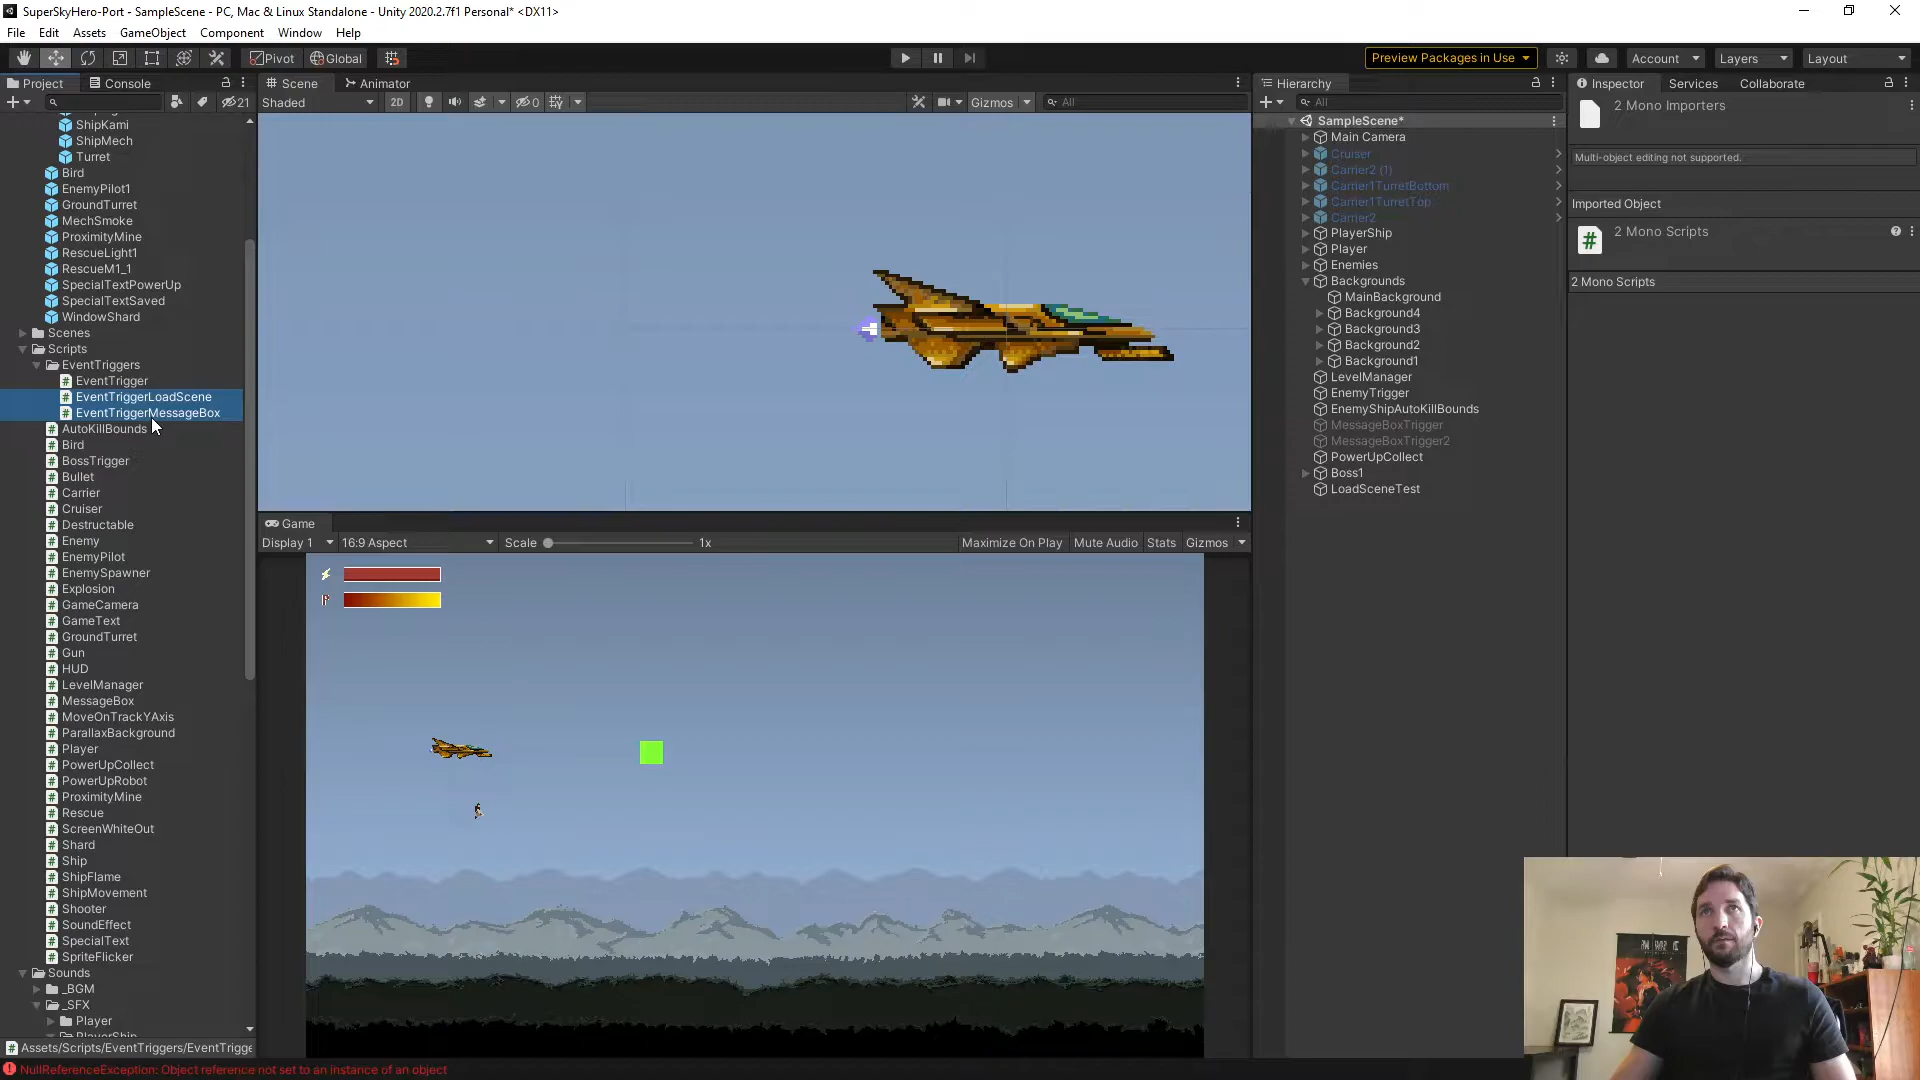 SuperSkyHero-Port - SampleScene - PC, Mac & Linux Standalone - Unity 2020.2.7f1 Personal* <DX11>
File Edit Assets GameObject Component Window Help
Pivot Global Preview Packages in Use Account Layers Layout
Project Console
21
ShipKami
ShipMech
Turret
Bird
EnemyPilot1
GroundTurret
MechSmoke
ProximityMine
RescueLight1
RescueM1_1
SpecialTextPowerUp
SpecialTextSaved
WindowShard
Scenes
Scripts
EventTriggers
EventTrigger
EventTriggerLoadScene
EventTriggerMessageBox
AutoKillBounds
Bird
BossTrigger
Bullet
Carrier
Cruiser
Destructable
Enemy
EnemyPilot
EnemySpawner
Explosion
GameCamera
GameText
GroundTurret
Gun
HUD
LevelManager
MessageBox
MoveOnTrackYAxis
ParallaxBackground
Player
PowerUpCollect
PowerUpRobot
ProximityMine
Rescue
ScreenWhiteOut
Shard
Ship
ShipFlame
ShipMovement
Shooter
SoundEffect
SpecialText
SpriteFlicker
Sounds
_BGM
_SFX
Player
PlayerShip
Assets/Scripts/EventTriggers/EventTrigge
NullReferenceException: Object reference not set to an instance of an object
Scene Animator
Shaded 2D 0 Gizmos All
Game
Display 1 16:9 Aspect Scale 1x Maximize On Play Mute Audio Stats Gizmos
P
Hierarchy
All
SampleScene*
Main Camera
Cruiser
Carrier2 (1)
Carrier1TurretBottom
Carrier1TurretTop
Carrier2
PlayerShip
Player
Enemies
Backgrounds
MainBackground
Background4
Background3
Background2
Background1
LevelManager
EnemyTrigger
EnemyShipAutoKillBounds
MessageBoxTrigger
MessageBoxTrigger2
PowerUpCollect
Boss1
LoadSceneTest
Inspector Services Collaborate
2 Mono Importers
Multi-object editing not supported.
Imported Object
2 Mono Scripts
2 Mono Scripts